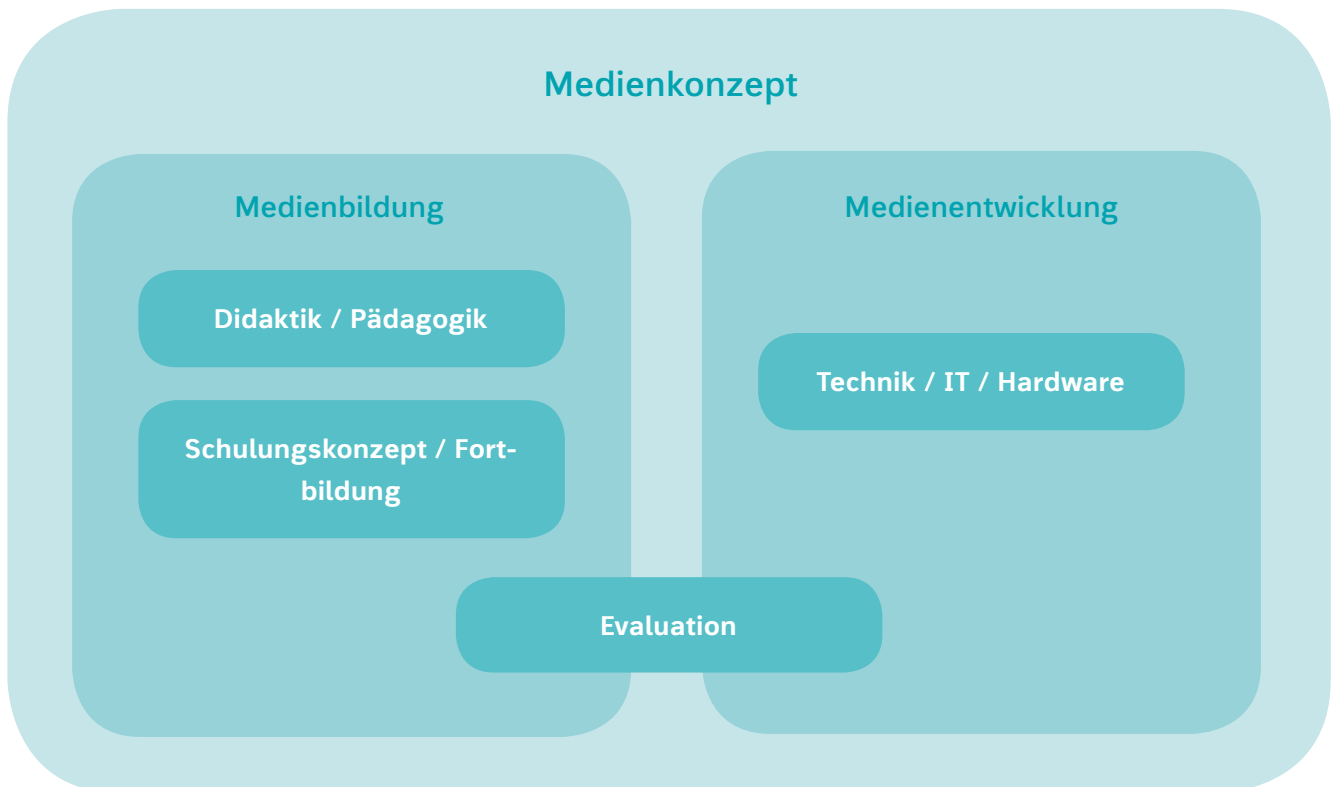 Medienkonzept
Medienbildung
Didaktik / Pädagogik
Schulungskonzept / Fort-
bildung
Medienentwicklung
Technik / IT / Hardware
Evaluation